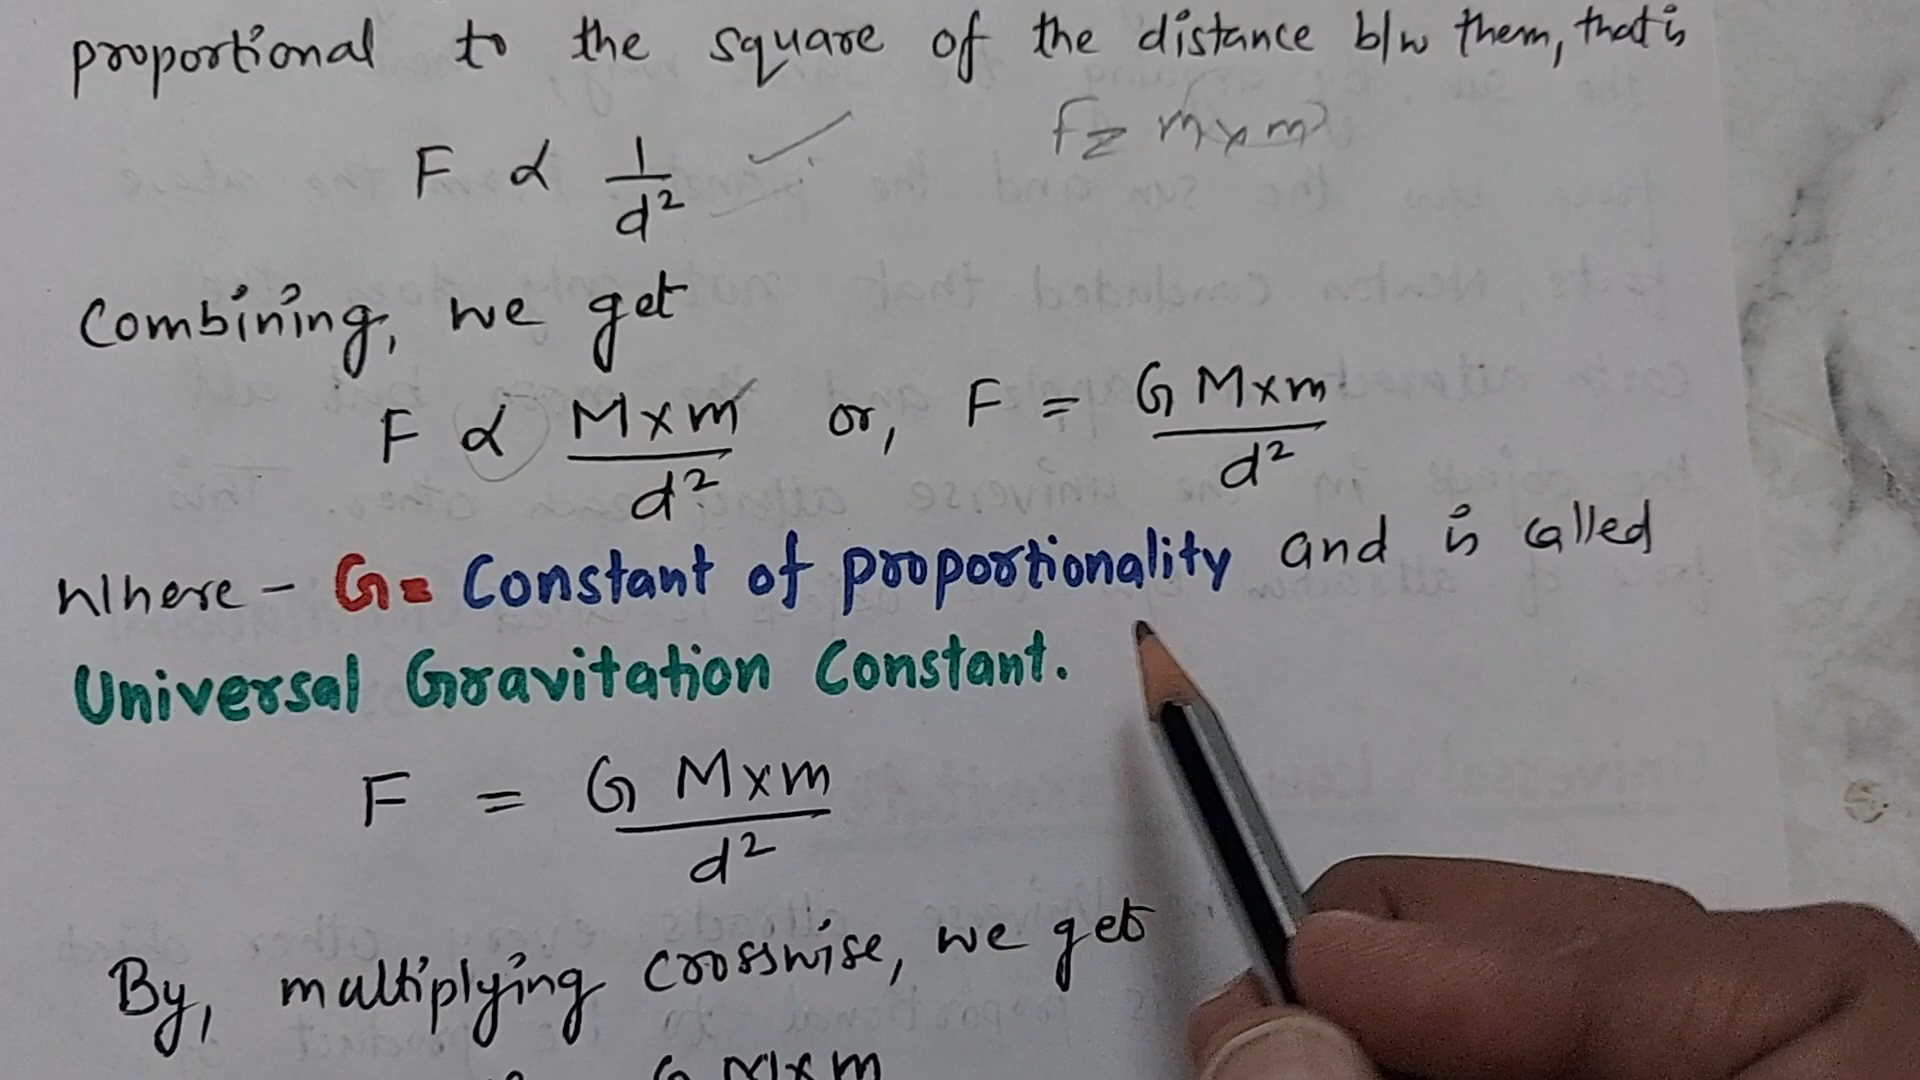 proportional to the square of the distance b/w them, that is
F ∝ 1/d²
F = m x m
Combining, we get
F ∝ M x m / d² or, F = G M x m / d²
Where - G = Constant of proportionality and is called
Universal Gravitation Constant.
F = G M x m / d²
By, multiplying crosswise, we get
G M x m